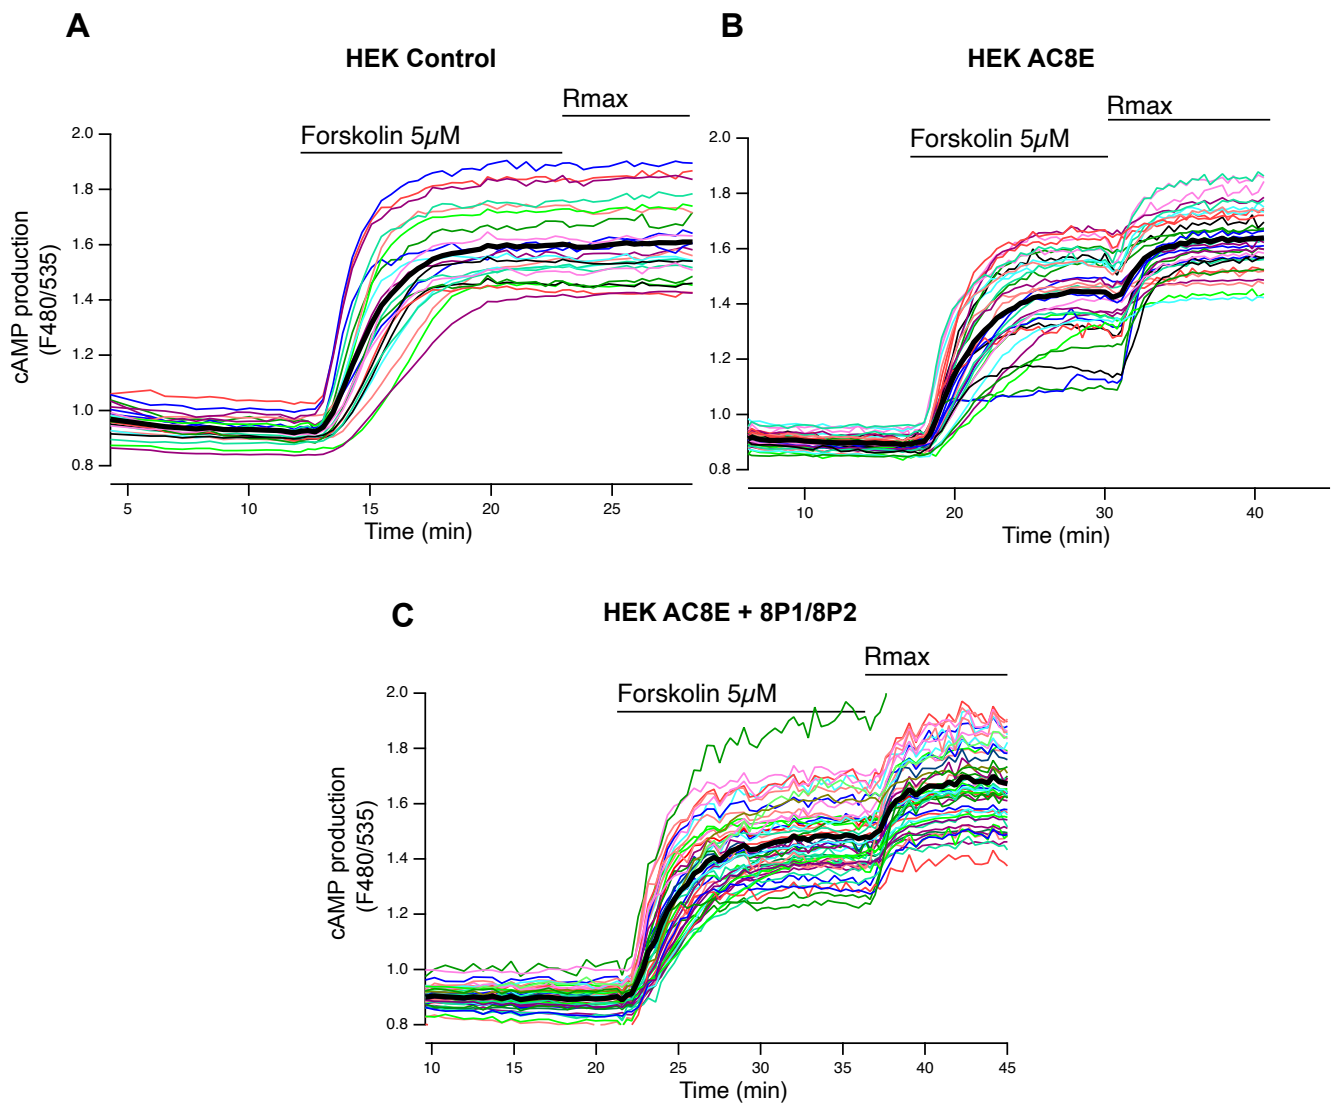 A
HEK Control
Rmax
Forskolin 5µM
2.0
1.8
1.6
1.4
1.2
1.0
0.8
cAMP production
(F480/535)
5
10
15
20
25
Time (min)
B
HEK AC8E
Rmax
Forskolin 5µM
2.0
1.8
1.6
1.4
1.2
1.0
0.8
10
20
30
40
Time (min)
C
HEK AC8E + 8P1/8P2
Rmax
Forskolin 5µM
2.0
1.8
1.6
1.4
1.2
1.0
0.8
cAMP production
(F480/535)
10
15
20
25
30
35
40
45
Time (min)